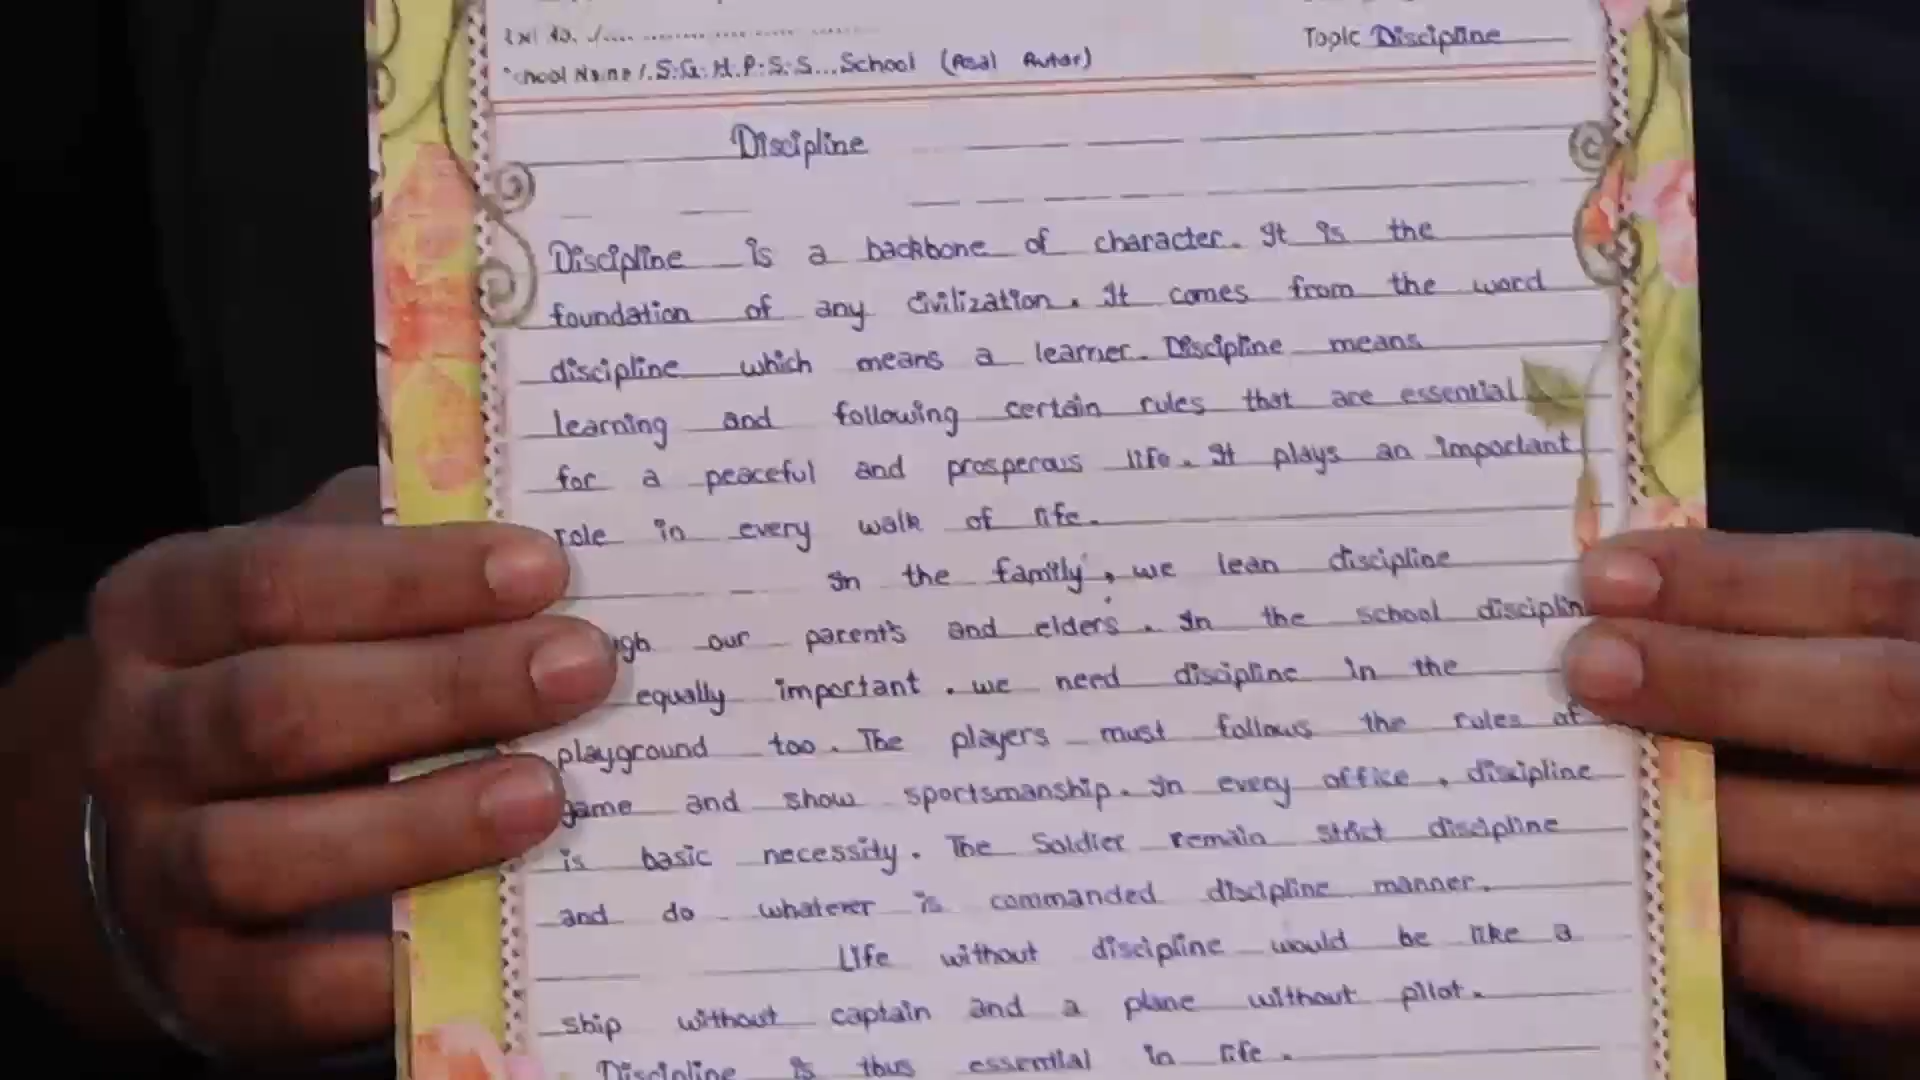 Topic Discipline
School Name S.G.H.P.S.S... School
Discipline
Discipline is a backbone of character. It is the
foundation of any civilization. It comes from the word
discipline which means a learner. Discipline means
learning and following certain rules that are essential
for a peaceful and prosperous life. It plays an important
role in every walk of life.
In the family, we lean discipline
ugh our parents and elders. In the school disciplin
equally important. we need discipline in the
playground too. The players must follows the rules of
game and show sportsmanship. In every office, discipline
is basic necessity. The Soldier remain strict discipline
and do whatever is commanded discipline manner.
Life without discipline would be like a
ship without captain and a plane without pilot.
Discipline is thus essential in life.